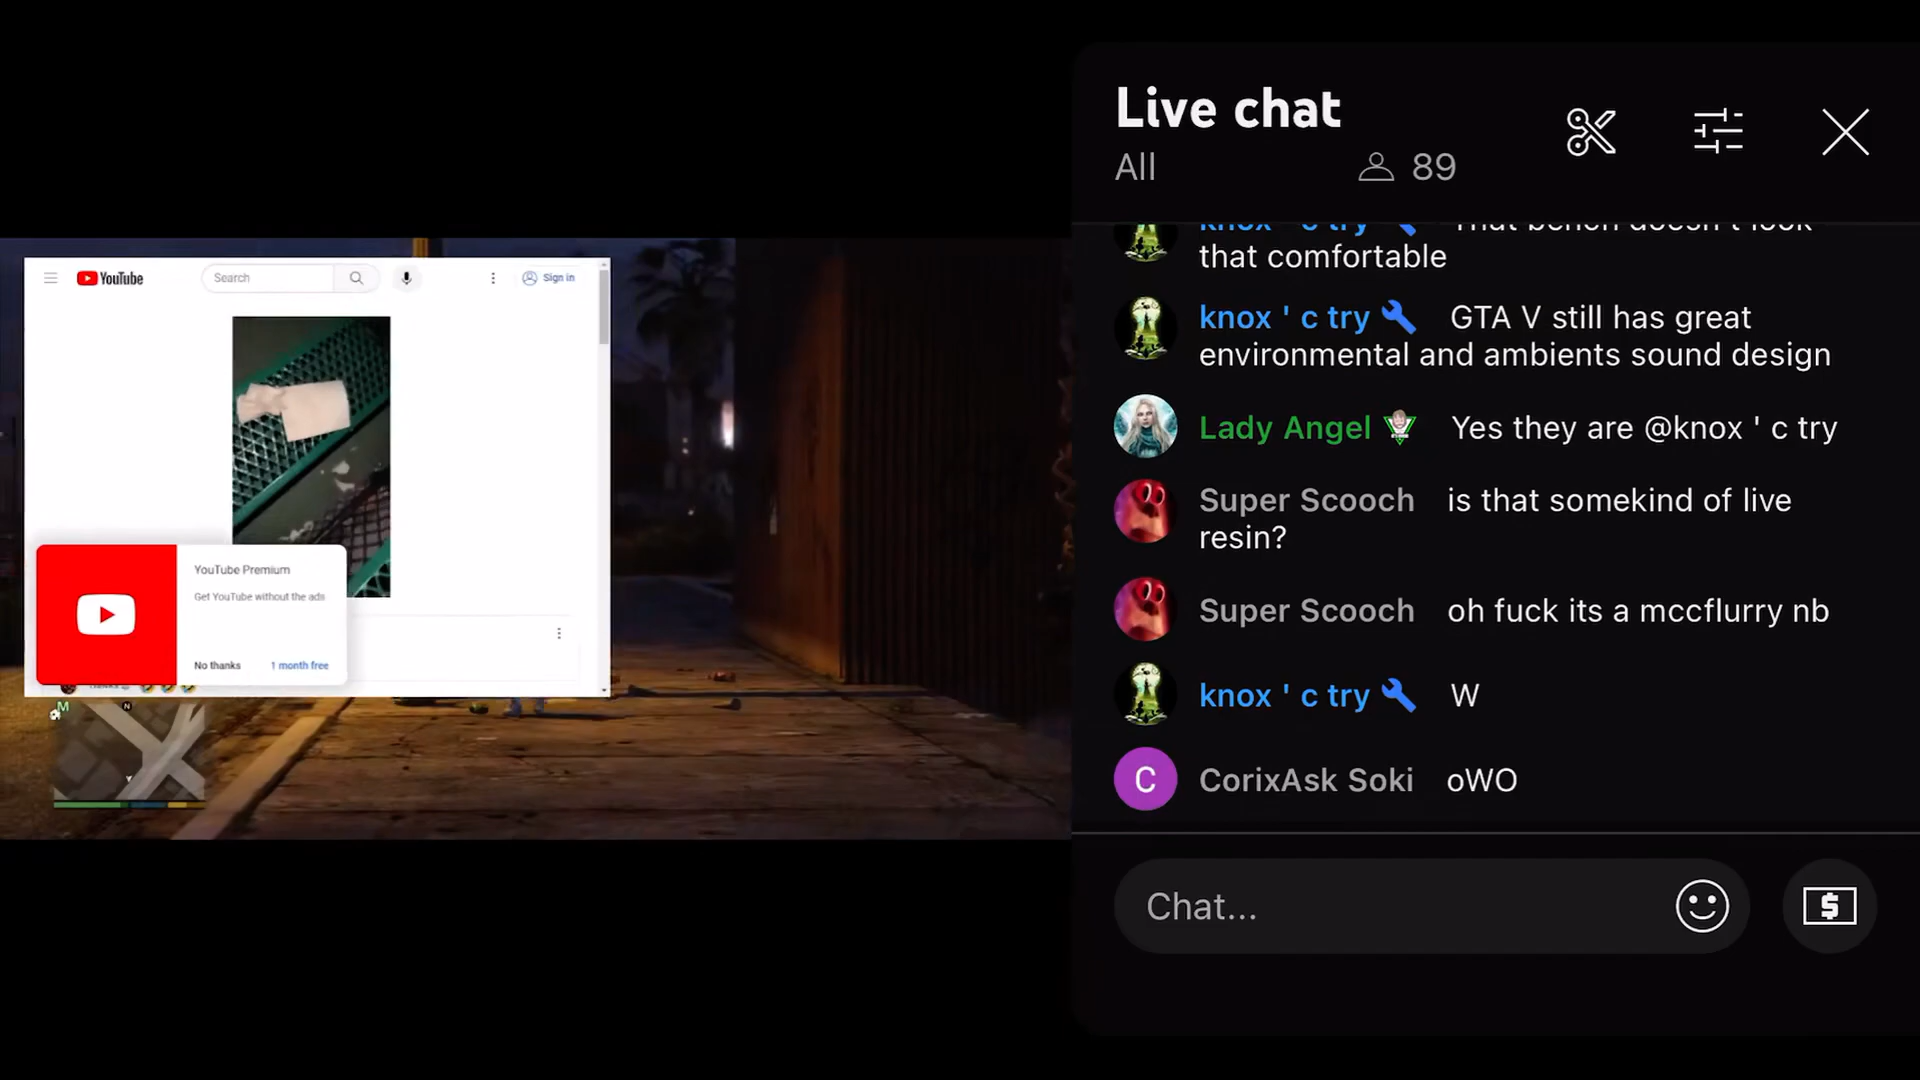 YouTube
Search
Sign in
YouTube Premium
Get YouTube without the ads
No thanks
1 month free
M
N
Live chat
All
89
knox ' c try That bench doesn't look
that comfortable
knox ' c try GTA V still has great
environmental and ambients sound design
Lady Angel Yes they are @knox ' c try
Super Scooch is that somekind of live
resin?
Super Scooch oh fuck its a mccflurry nb
knox ' c try W
C CorixAsk Soki oWO
Chat...
$